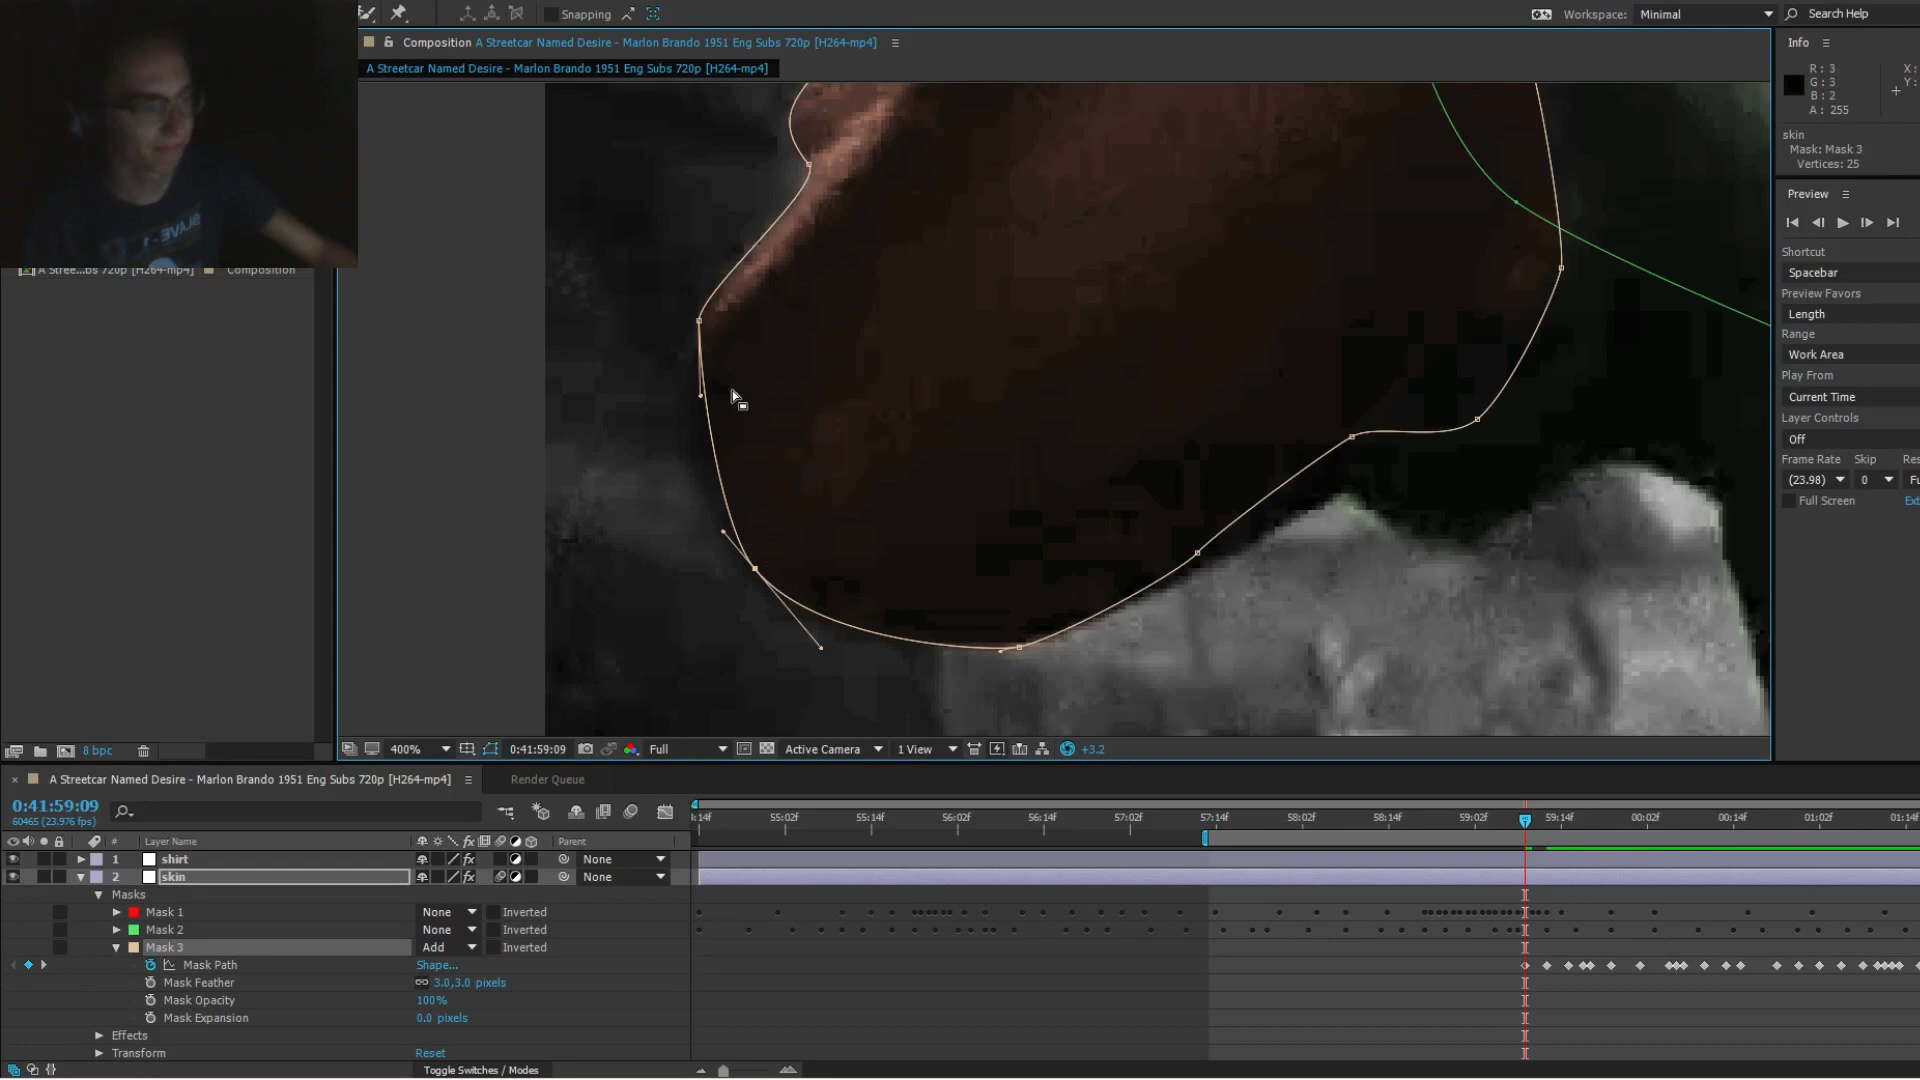 Snapping
Workspace: Minimal
Search Help
Composition A Streetcar Named Desire - Marlon Brando 1951 Eng Subs 720p [H264-mp4]
A Streetcar Named Desire - Marlon Brando 1951 Eng Subs 720p [H264-mp4]
Info
R: 3
G: 3
B: 2
A: 255
X:
Y:
skin
Mask: Mask 3
Vertices: 25
Preview
Shortcut
Spacebar
Preview Favors
Length
Range
Work Area
Play From
Current Time
Layer Controls
Off
Frame Rate Skip Res
(23.98) 0 Fu
Full Screen Ext
A Stree...bs 720p [H264-mp4] Composition
8 bpc
400%
0:41:59:09
Full
Active Camera
1 View
+3.2
A Streetcar Named Desire - Marlon Brando 1951 Eng Subs 720p [H264-mp4]
Render Queue
0:41:59:09
60465 (23.976 fps)
:14f 55:02f 55:14f 56:02f 56:14f 57:02f 57:14f 58:02f 58:14f 59:02f 59:14f 00:02f 00:14f 01:02f 01:14f
# Layer Name
fx
Parent
1 shirt
fx
None
2 skin
fx
None
Masks
Mask 1 None Inverted
Mask 2 None Inverted
Mask 3 Add Inverted
Mask Path Shape...
Mask Feather 3.0,3.0 pixels
Mask Opacity 100%
Mask Expansion 0.0 pixels
Effects
Transform Reset
Toggle Switches / Modes